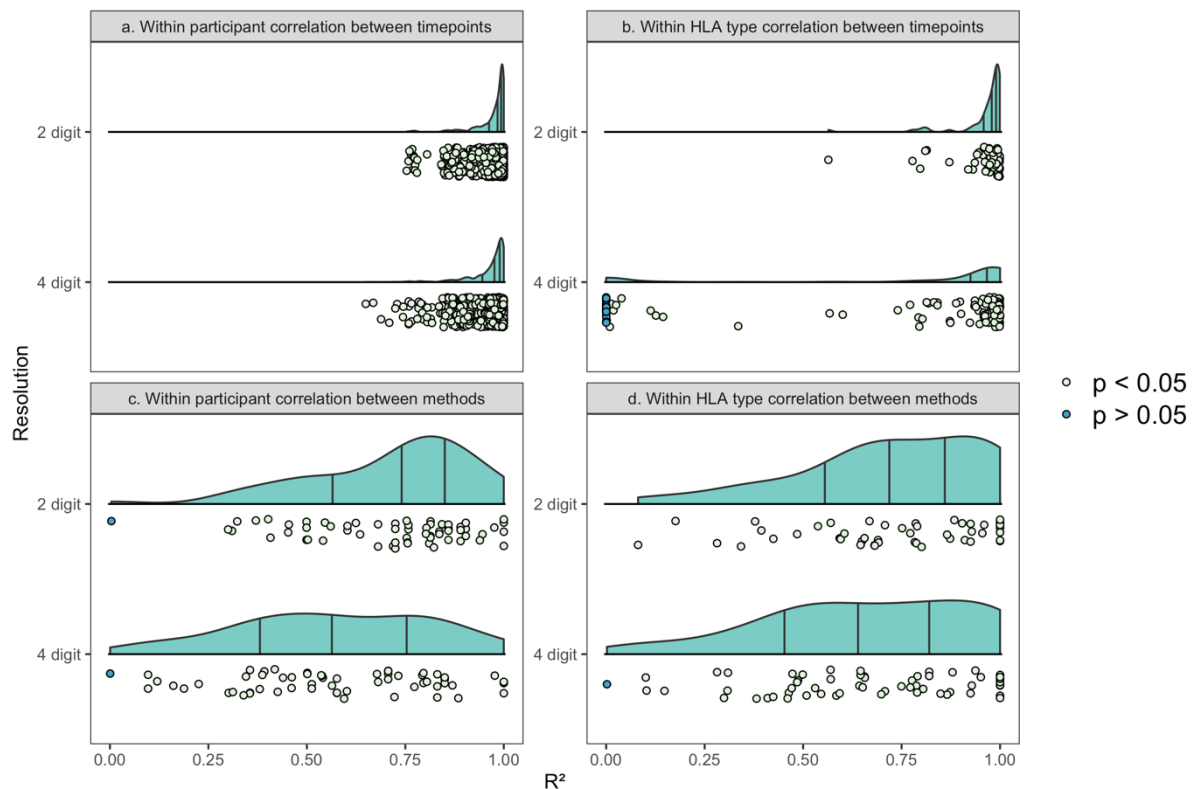 a. Within participant correlation between timepoints
b. Within HLA type correlation between timepoints
2 digit
4 digit
2 digit
4 digit
c. Within participant correlation between methods
d. Within HLA type correlation between methods
2 digit
4 digit
2 digit
4 digit
0.00 0.25 0.50 0.75 1.00
0.00 0.25 0.50 0.75 1.00
R²
Resolution
p < 0.05
p > 0.05